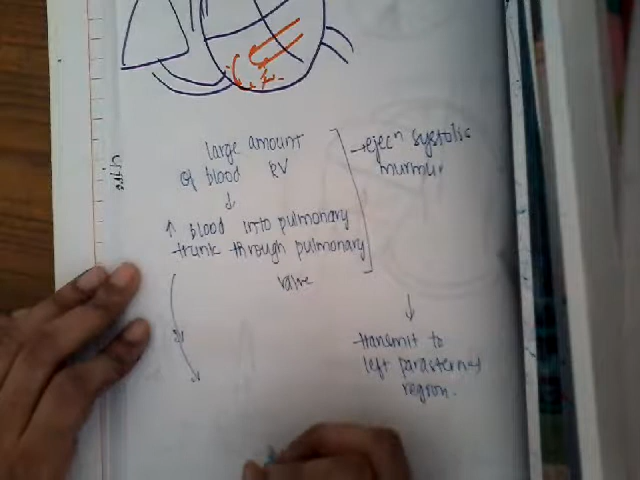 large amount
of blood RV
↓
↑ blood into pulmonary
trunk through pulmonary
valve
→ ejecⁿ systolic
murmur
↓
transmit to
left parasternal
region.